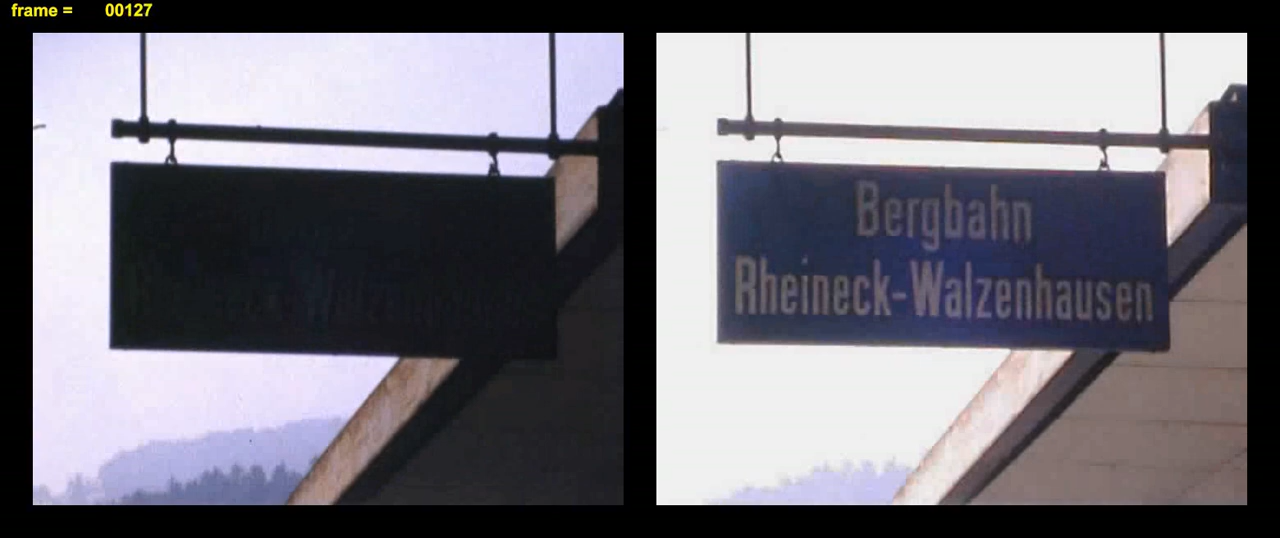 frame = 00127
Bergbahn
Rheineck-Walzenhausen